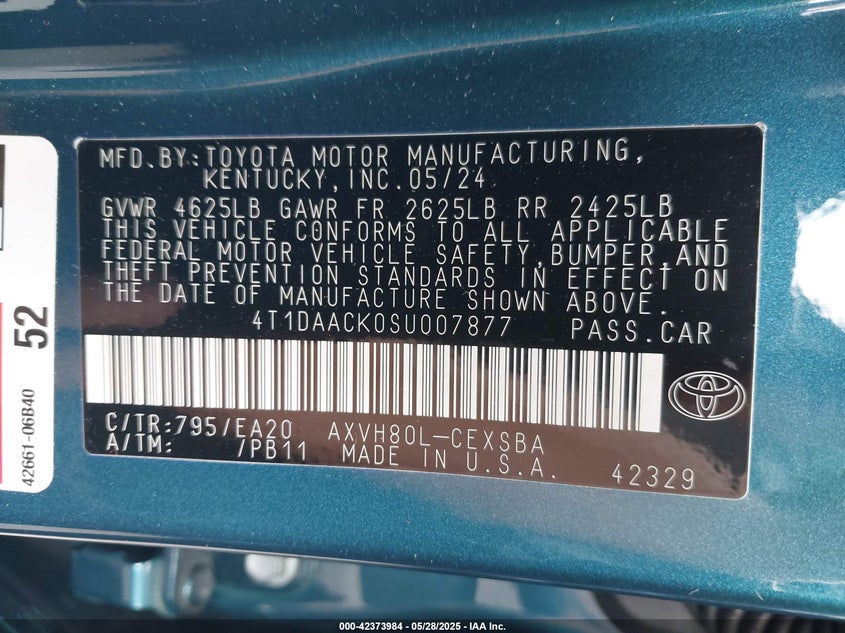 MFD.BY:TOYOTA MOTOR MANUFACTURING,
KENTUCKY,INC.05/24
GVWR 4625LB GAWR FR 2625LB RR 2425LB
THIS VEHICLE CONFORMS TO ALL APPLICABLE
FEDERAL MOTOR VEHICLE SAFETY,BUMPER,AND
THEFT PREVENTION STANDARDS IN EFFECT ON
THE DATE OF MANUFACTURE SHOWN ABOVE.
4T1DAACK0SU007877 PASS.CAR
C/TR:795/EA20 AXVH80L-CEXSBA
A/TM: /PB11 MADE IN U.S.A. 42329
52
42661-06B40
000-42373984 | 05/28/2025 - IAA Inc.